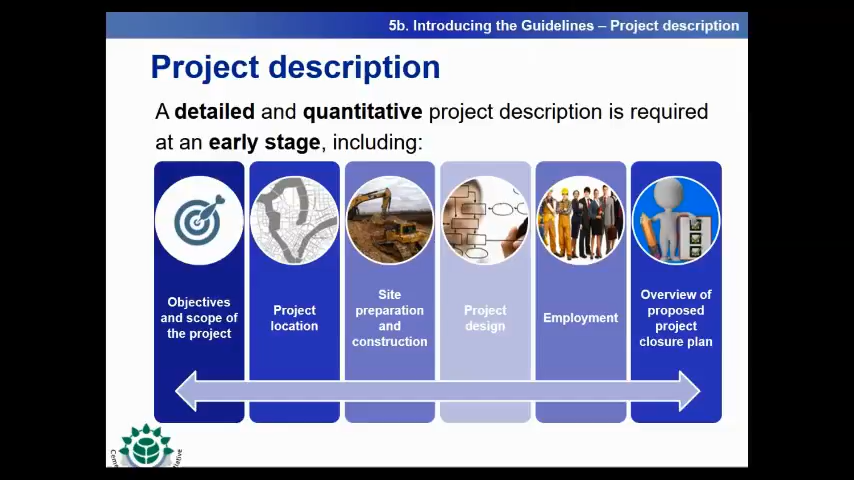 5b. Introducing the Guidelines – Project description
Project description
A detailed and quantitative project description is required
at an early stage, including:
Objectives
and scope of
the project
Project
location
Site
preparation
and
construction
Project
design
Employment
Overview of
proposed
project
closure plan